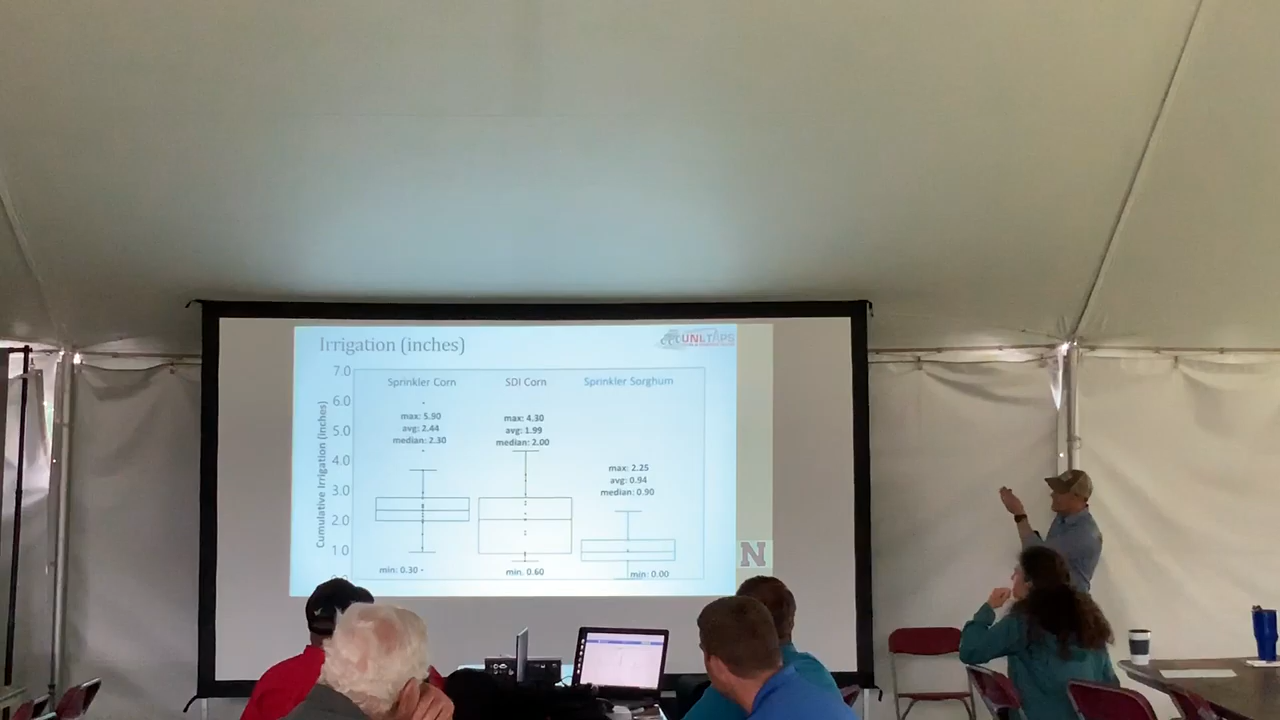 Irrigation (inches)
UNLTAPS
Cumulative Irrigation (inches)
7.0
6.0
5.0
4.0
3.0
2.0
1.0
Sprinkler Corn
max: 5.90
avg: 2.44
median: 2.30
min: 0.30
SDI Corn
max: 4.30
avg: 1.99
median: 2.00
min. 0.60
Sprinkler Sorghum
max: 2.25
avg: 0.94
median: 0.90
min: 0.00
N